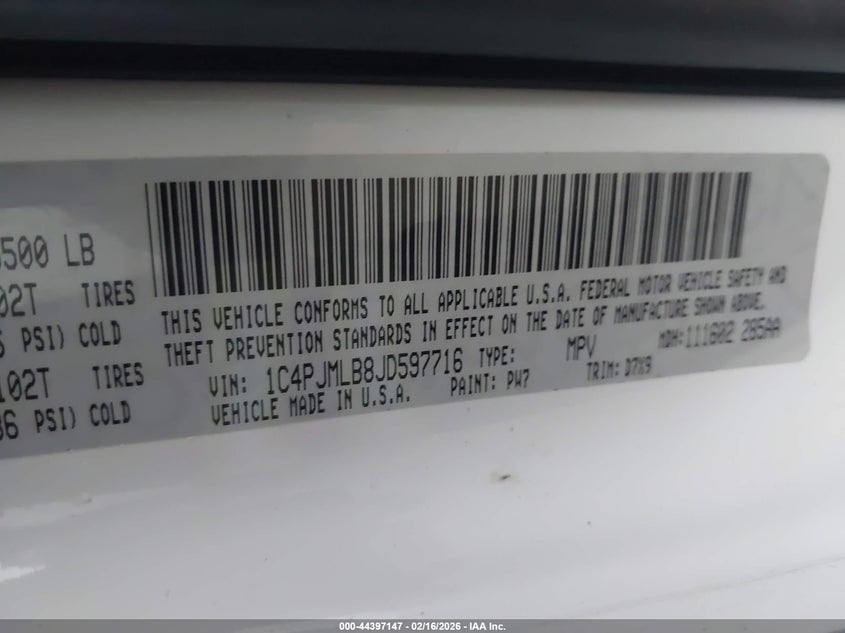 500 LB
02T TIRES
PSI) COLD
102T TIRES
36 PSI) COLD
THIS VEHICLE CONFORMS TO ALL APPLICABLE U.S.A. FEDERAL MOTOR VEHICLE SAFETY AND
THEFT PREVENTION STANDARDS IN EFFECT ON THE DATE OF MANUFACTURE SHOWN ABOVE.
VIN: 1C4PJMLB8JD597716 TYPE: MPV MDH:111602 285AA
VEHICLE MADE IN U.S.A. PAINT: PW7 TRIM: D7X9
000-44397147 - 02/16/2026 - IAA Inc.